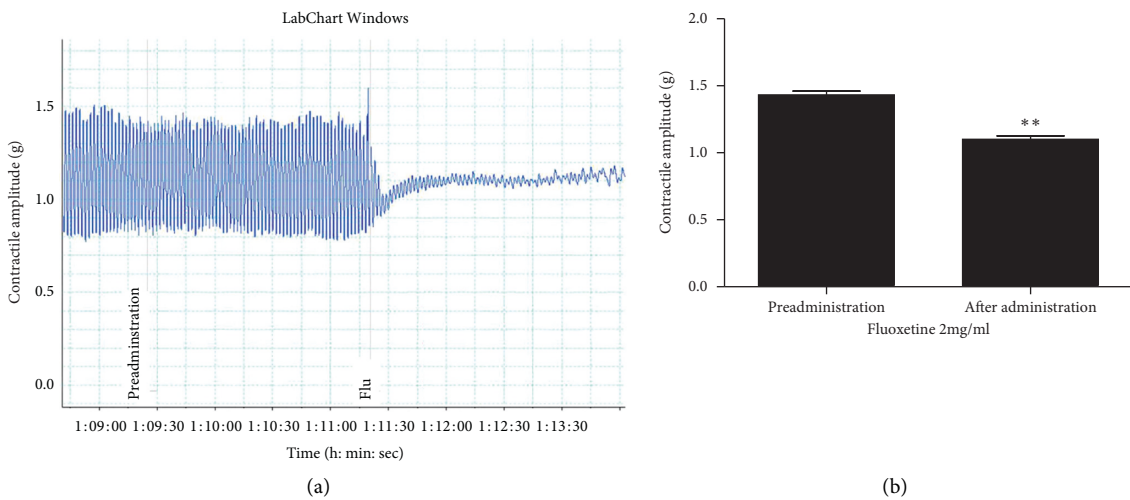 LabChart Windows
Contractile amplitude (g)
1.5
1.0
0.5
0.0
Preadminstration
Flu
1:09:00 1:09:30 1:10:00 1:10:30 1:11:00 1:11:30 1:12:00 1:12:30 1:13:30
Time (h: min: sec)
(a)
Contractile amplitude (g)
2.0
1.5
1.0
0.5
0.0
**
Preadministration After administration
Fluoxetine 2mg/ml
(b)